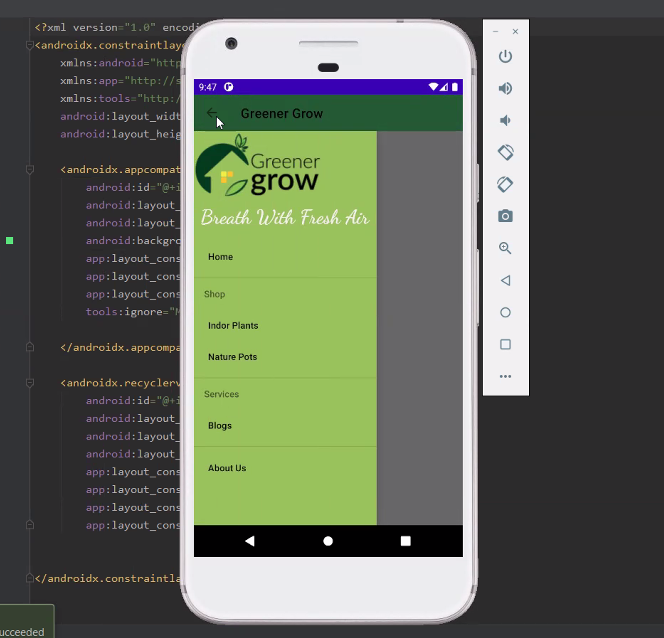 <?xml version="1.0" encodi
<androidx.constraintlayo
xmlns:android="http
xmlns:app="http://s
xmlns:tools="http:/
android:layout_widt
android:layout_heig
<androidx.appcompat
android:id="@+i
android:layout_
android:layout_
android:backgro
app:layout_cons
app:layout_cons
app:layout_cons
tools:ignore="M
</androidx.appcompa
<androidx.recyclerv
android:id="@+i
android:layout_
android:layout_
android:layout_
app:layout_cons
app:layout_cons
app:layout_cons
app:layout_cons
</androidx.constraintla
ucceeded
9:47
Greener Grow
Greener
grow
Breath With Fresh Air
Home
Shop
Indor Plants
Nature Pots
Services
Blogs
About Us